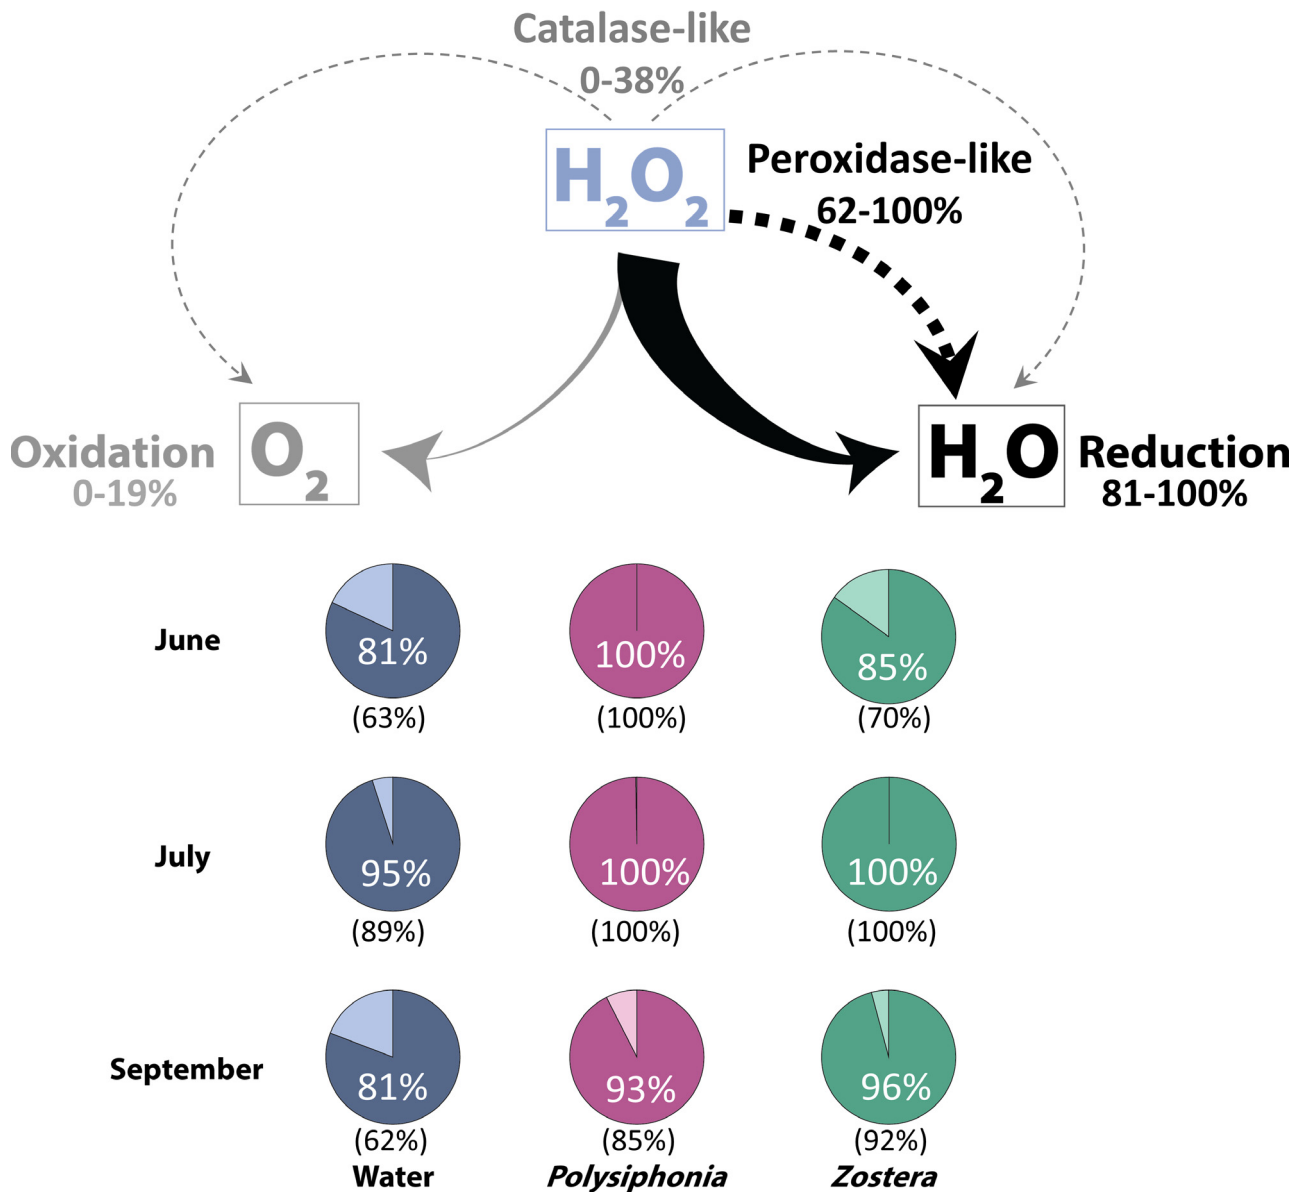 Catalase-like
0-38%
H₂O₂
Peroxidase-like
62-100%
Oxidation
0-19%
O₂
H₂O
Reduction
81-100%
June
81%
100%
85%
(63%)
(100%)
(70%)
July
95%
100%
100%
(89%)
(100%)
(100%)
September
81%
93%
96%
(62%)
(85%)
(92%)
Water
Polysiphonia
Zostera